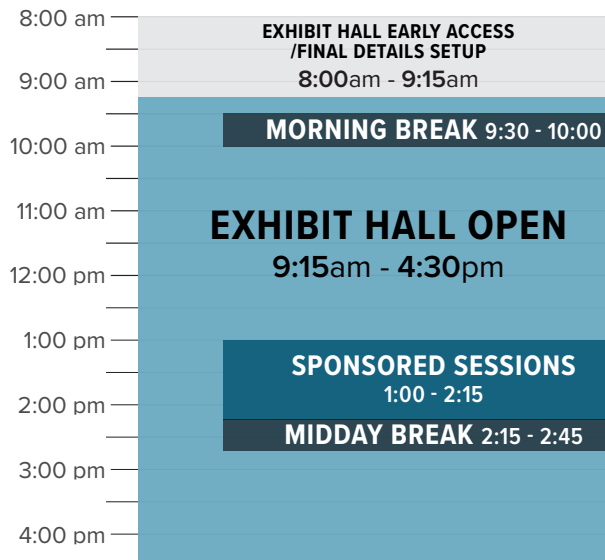 8:00 am
EXHIBIT HALL EARLY ACCESS
/FINAL DETAILS SETUP
8:00am - 9:15am
9:00 am
MORNING BREAK 9:30 - 10:00
10:00 am
11:00 am
EXHIBIT HALL OPEN
9:15am - 4:30pm
12:00 pm
1:00 pm
SPONSORED SESSIONS
1:00 - 2:15
2:00 pm
MIDDAY BREAK 2:15 - 2:45
3:00 pm
4:00 pm